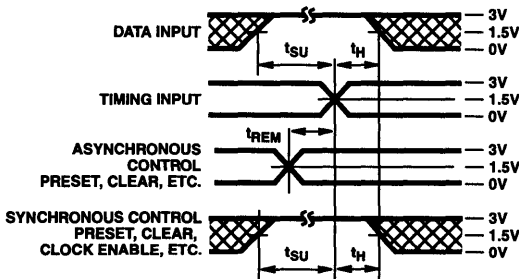 DATA INPUT
tSU
tH
3V
1.5V
0V
TIMING INPUT
3V
1.5V
0V
tREM
ASYNCHRONOUS
CONTROL
PRESET, CLEAR, ETC.
3V
1.5V
0V
SYNCHRONOUS CONTROL
PRESET, CLEAR,
CLOCK ENABLE, ETC.
tSU
tH
3V
1.5V
0V